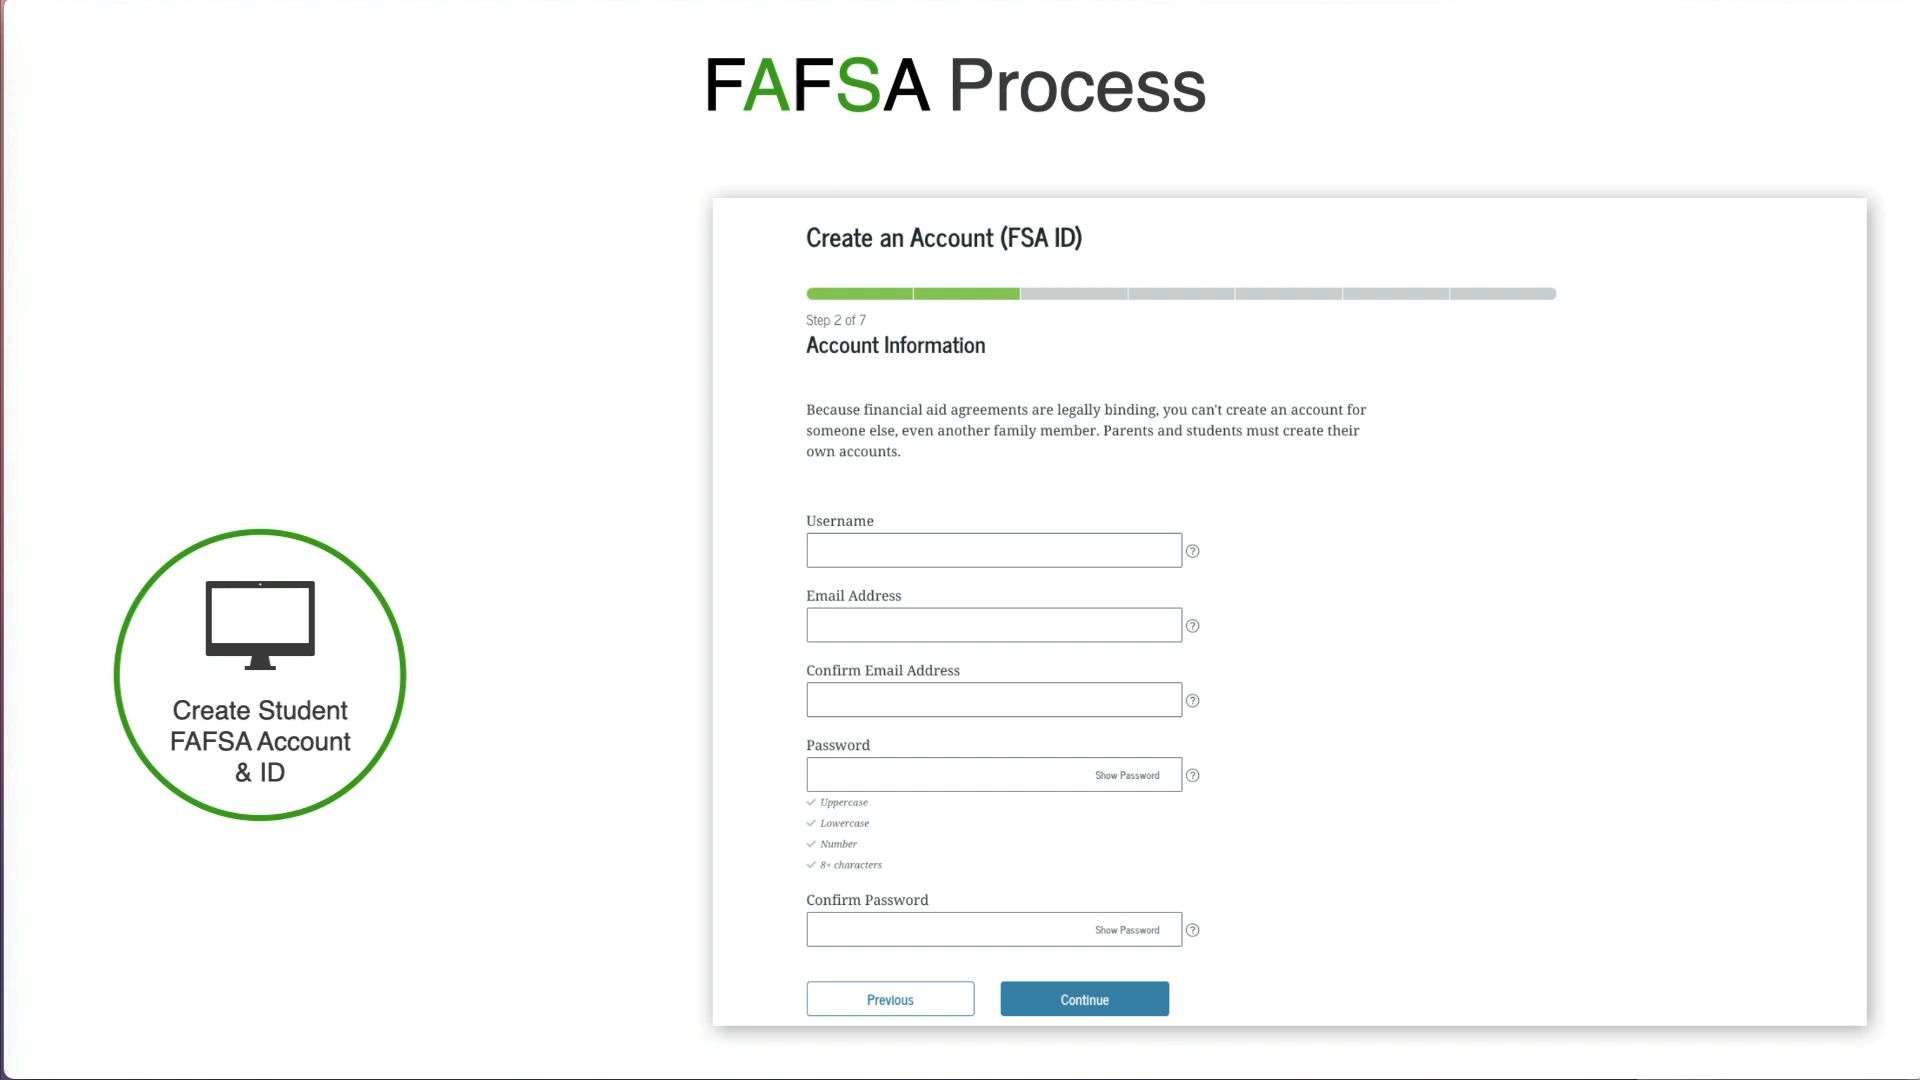 FAFSA Process
Create an Account (FSA ID)
Step 2 of 7
Account Information
Because financial aid agreements are legally binding, you can't create an account for
someone else, even another family member. Parents and students must create their
own accounts.
Username
?
Email Address
?
Confirm Email Address
?
Password
Show Password ?
Uppercase
Lowercase
Number
8+ characters
Confirm Password
Show Password ?
Previous Continue
Create Student
FAFSA Account
& ID